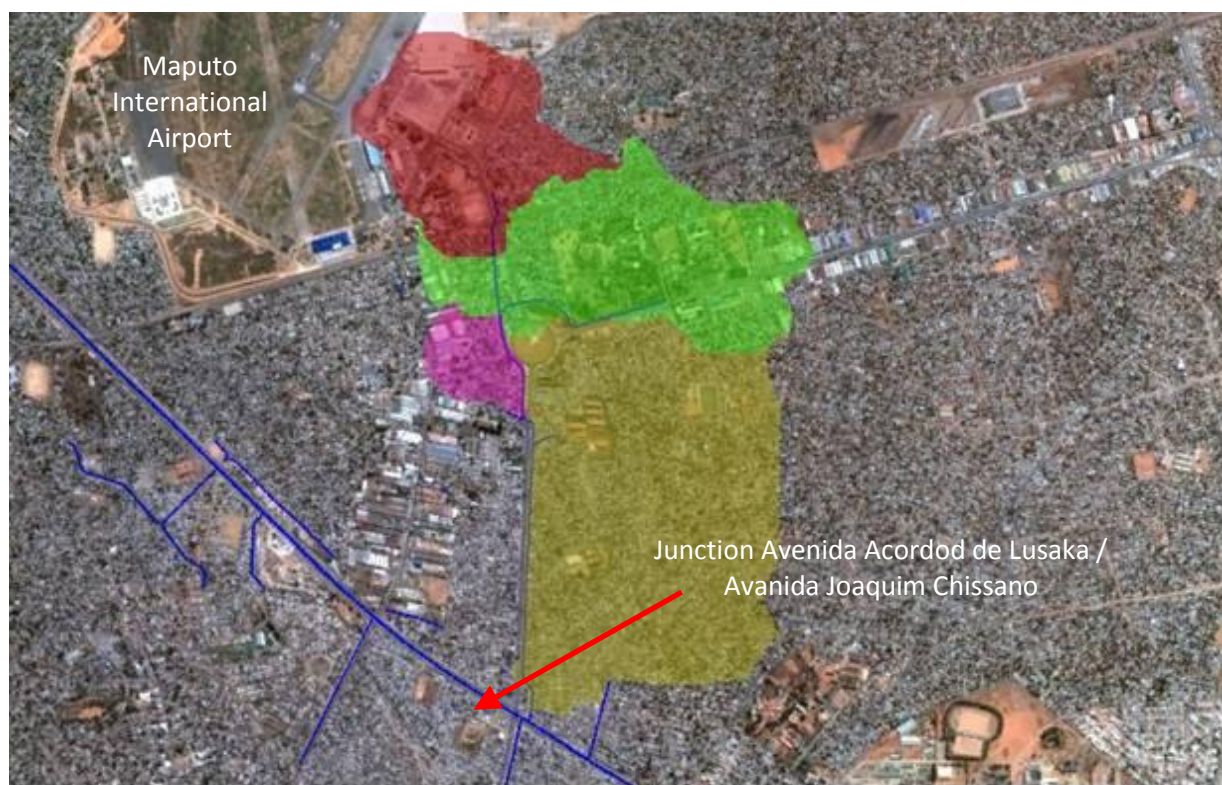 Maputo
International
Airport
Junction Avenida Acordod de Lusaka /
Avanida Joaquim Chissano